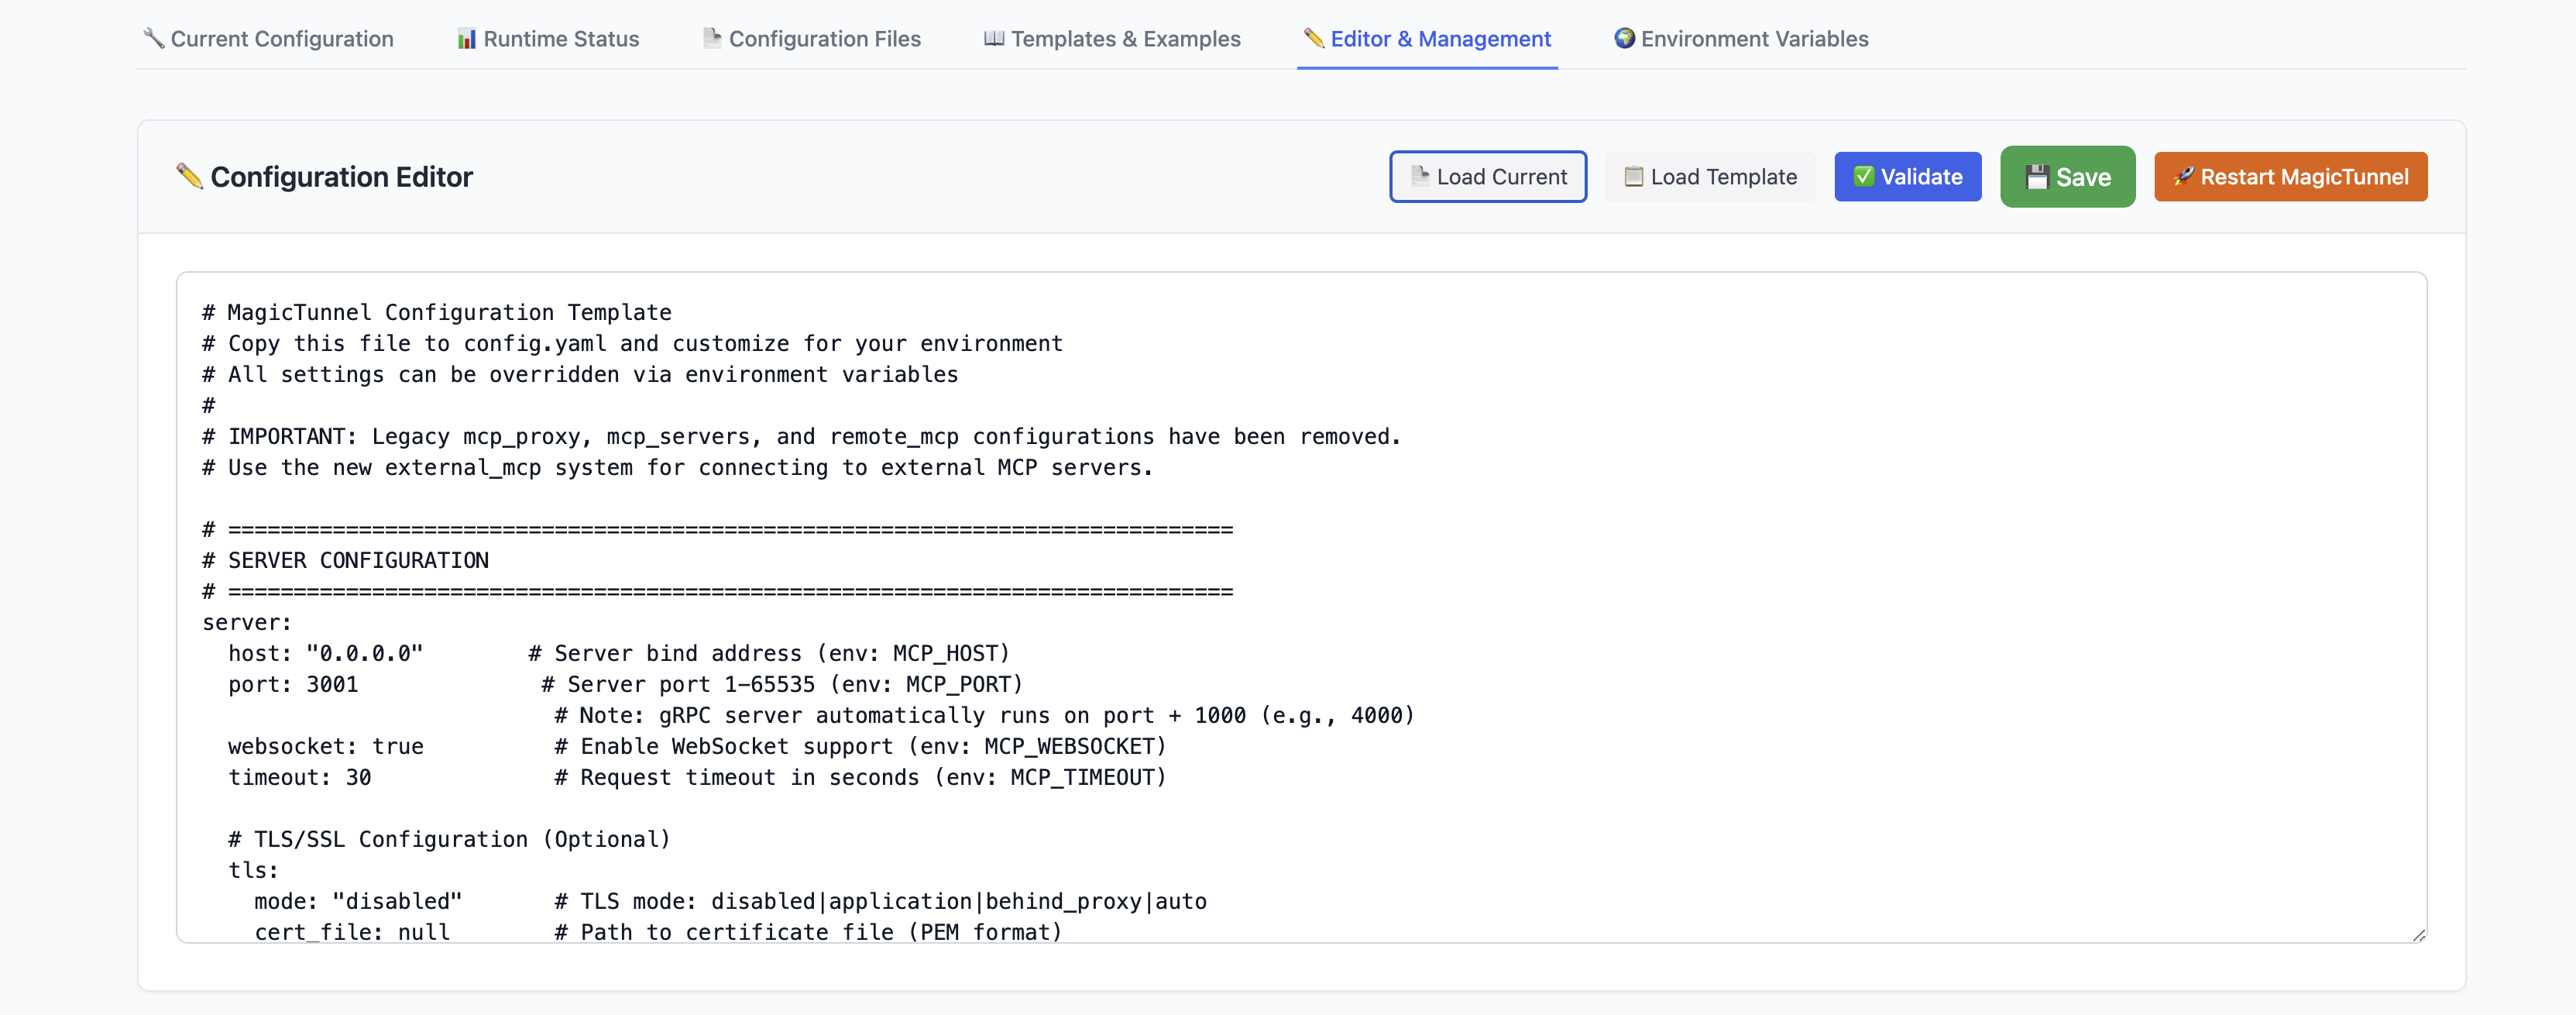 🔧 Current Configuration 📊 Runtime Status 📄 Configuration Files 📖 Templates & Examples ✏️ Editor & Management 🌍 Environment Variables
✏️ Configuration Editor 📄 Load Current 📋 Load Template ✅ Validate 💾 Save 🚀 Restart MagicTunnel
# MagicTunnel Configuration Template
# Copy this file to config.yaml and customize for your environment
# All settings can be overridden via environment variables
#
# IMPORTANT: Legacy mcp_proxy, mcp_servers, and remote_mcp configurations have been removed.
# Use the new external_mcp system for connecting to external MCP servers.
# =============================================================================
# SERVER CONFIGURATION
# =============================================================================
server:
  host: "0.0.0.0"        # Server bind address (env: MCP_HOST)
  port: 3001              # Server port 1-65535 (env: MCP_PORT)
                           # Note: gRPC server automatically runs on port + 1000 (e.g., 4000)
  websocket: true          # Enable WebSocket support (env: MCP_WEBSOCKET)
  timeout: 30              # Request timeout in seconds (env: MCP_TIMEOUT)
  # TLS/SSL Configuration (Optional)
  tls:
    mode: "disabled"       # TLS mode: disabled|application|behind_proxy|auto
    cert_file: null        # Path to certificate file (PEM format)